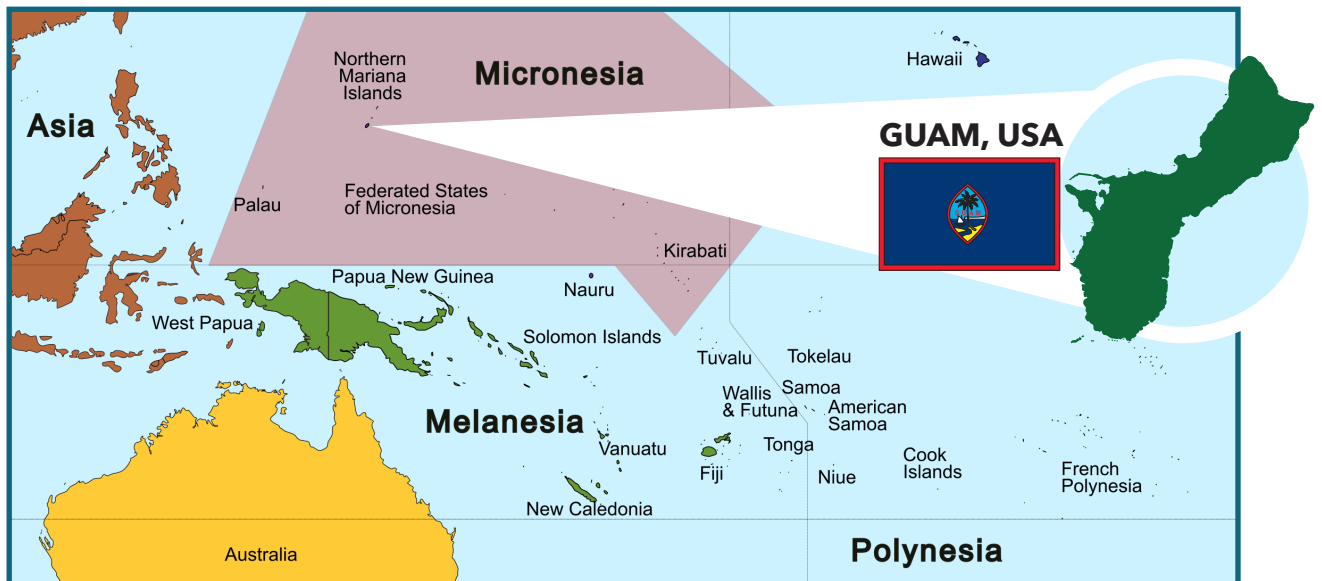 Northern
Mariana
Islands
Micronesia
Hawaii
Asia
GUAM, USA
Palau
Federated States
of Micronesia
Kirabati
Papua New Guinea
Nauru
West Papua
Solomon Islands
Tuvalu
Tokelau
Wallis
& Futuna
Samoa
American
Samoa
Melanesia
Vanuatu
Tonga
Fiji
Niue
Cook
Islands
French
Polynesia
New Caledonia
Australia
Polynesia